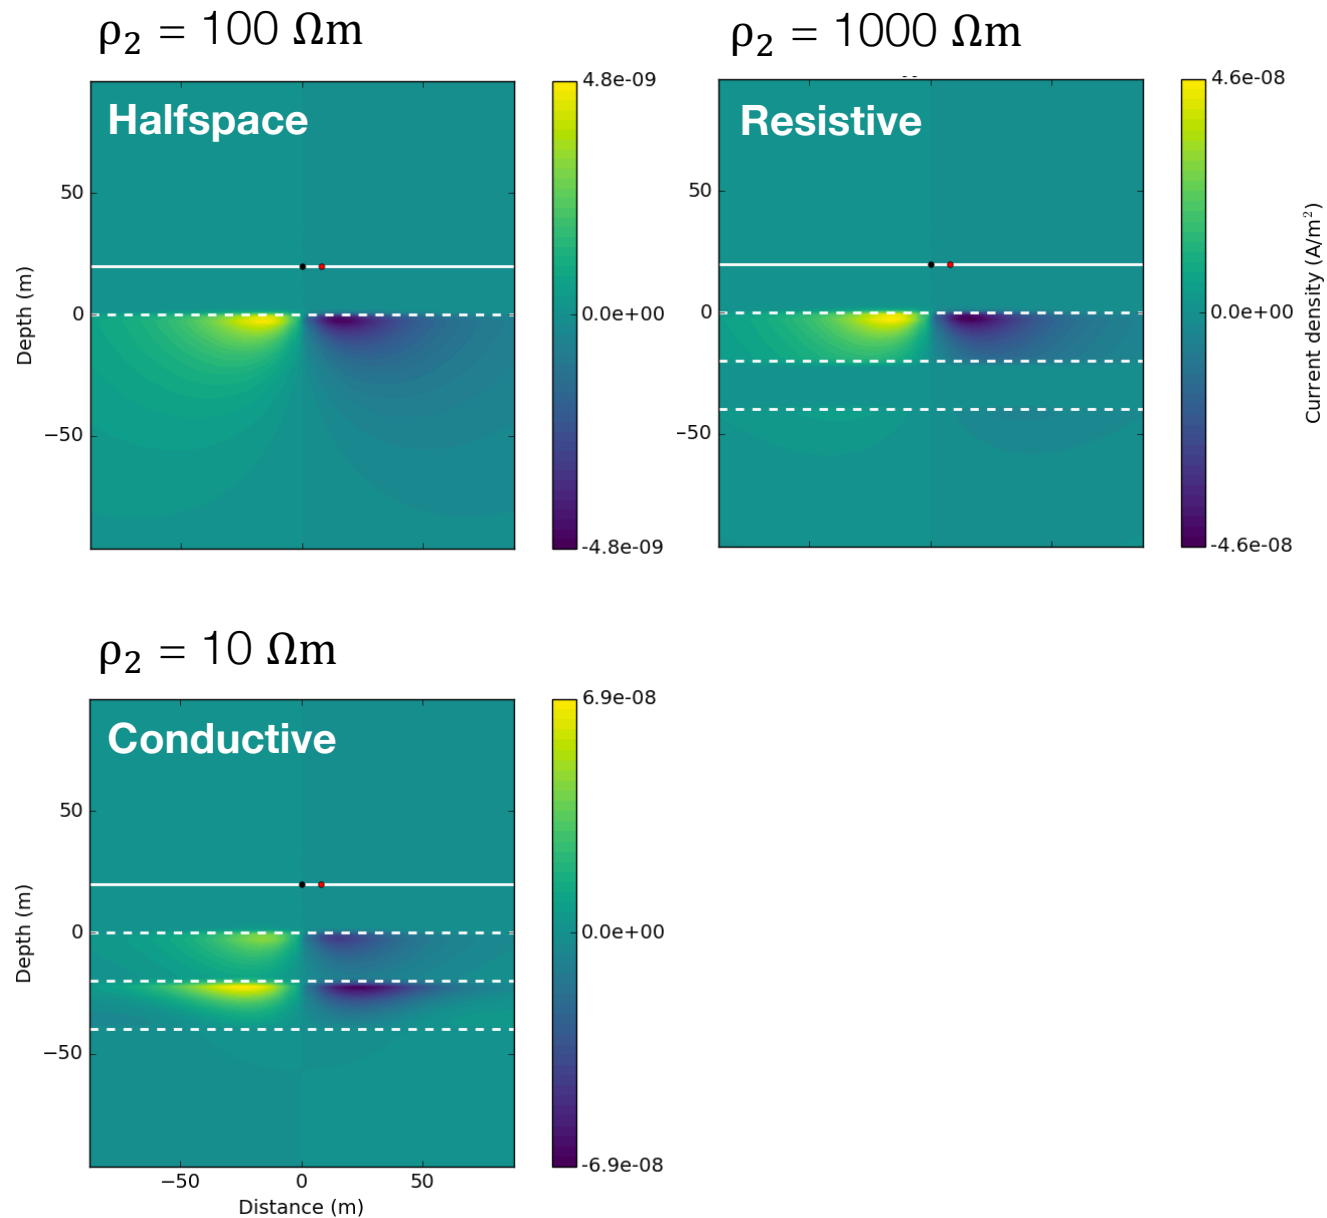 ρ₂ = 100 Ωm
Halfspace
4.8e-09
0.0e+00
-4.8e-09
50
0
−50
Depth (m)
ρ₂ = 1000 Ωm
Resistive
4.6e-08
0.0e+00
-4.6e-08
50
0
−50
Current density (A/m²)
ρ₂ = 10 Ωm
Conductive
6.9e-08
0.0e+00
-6.9e-08
50
0
−50
Depth (m)
−50 0 50
Distance (m)